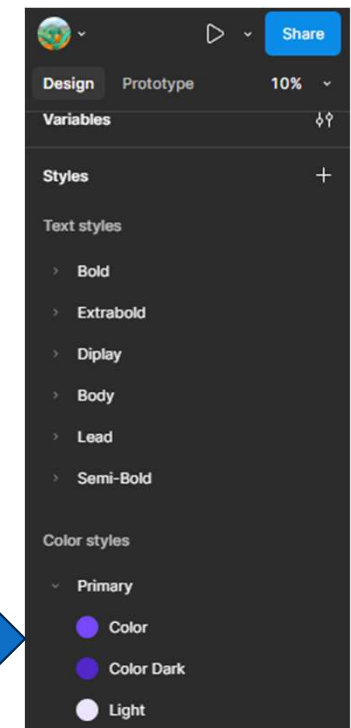 Share
Design Prototype 10%
Variables
Styles
Text styles
Bold
Extrabold
Diplay
Body
Lead
Semi-Bold
Color styles
Primary
Color
Color Dark
Light